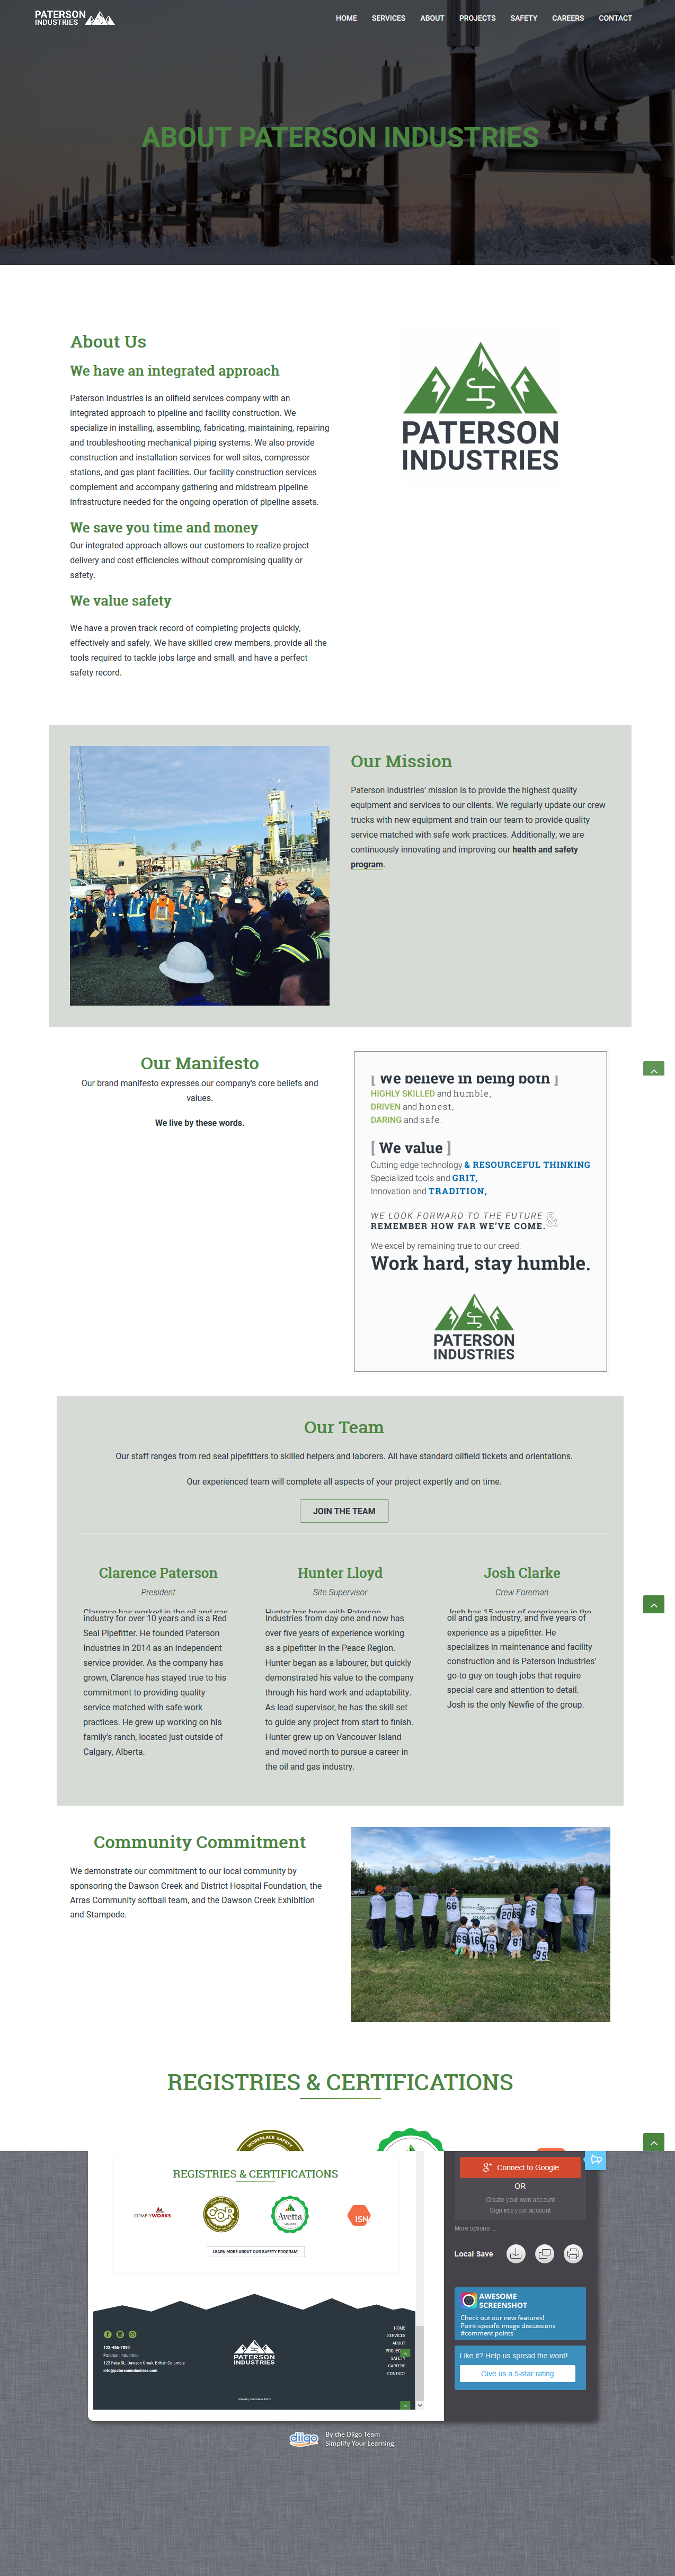 PATERSON
INDUSTRIES
HOME SERVICES ABOUT PROJECTS SAFETY CAREERS CONTACT
ABOUT PATERSON INDUSTRIES
About Us
We have an integrated approach
Paterson Industries is an oilfield services company with an
integrated approach to pipeline and facility construction. We
specialize in installing, assembling, fabricating, maintaining, repairing
and troubleshooting mechanical piping systems. We also provide
construction and installation services for well sites, compressor
stations, and gas plant facilities. Our facility construction services
complement and accompany gathering and midstream pipeline
infrastructure needed for the ongoing operation of pipeline assets.
We save you time and money
Our integrated approach allows our customers to realize project
delivery and cost efficiencies without compromising quality or
safety.
We value safety
We have a proven track record of completing projects quickly,
effectively and safely. We have skilled crew members, provide all the
tools required to tackle jobs large and small, and have a perfect
safety record.
PATERSON
INDUSTRIES
Our Mission
Paterson Industries' mission is to provide the highest quality
equipment and services to our clients. We regularly update our crew
trucks with new equipment and train our team to provide quality
service matched with safe work practices. Additionally, we are
continuously innovating and improving our health and safety
program.
Our Manifesto
Our brand manifesto expresses our company's core beliefs and
values.
We live by these words.
[ We believe in being both ]
HIGHLY SKILLED and humble,
DRIVEN and honest,
DARING and safe.
[ We value ]
Cutting edge technology & RESOURCEFUL THINKING
Specialized tools and GRIT,
Innovation and TRADITION,
WE LOOK FORWARD TO THE FUTURE &
REMEMBER HOW FAR WE'VE COME.
We excel by remaining true to our creed:
Work hard, stay humble.
PATERSON
INDUSTRIES
Our Team
Our staff ranges from red seal pipefitters to skilled helpers and laborers. All have standard oilfield tickets and orientations.
Our experienced team will complete all aspects of your project expertly and on time.
JOIN THE TEAM
Clarence Paterson
President
Clarence has worked in the oil and gas
industry for over 10 years and is a Red
Seal Pipefitter. He founded Paterson
Industries in 2014 as an independent
service provider. As the company has
grown, Clarence has stayed true to his
commitment to providing quality
service matched with safe work
practices. He grew up working on his
family's ranch, located just outside of
Calgary, Alberta.
Hunter Lloyd
Site Supervisor
Hunter has been with Paterson
Industries from day one and now has
over five years of experience working
as a pipefitter in the Peace Region.
Hunter began as a labourer, but quickly
demonstrated his value to the company
through his hard work and adaptability.
As lead supervisor, he has the skill set
to guide any project from start to finish.
Hunter grew up on Vancouver Island
and moved north to pursue a career in
the oil and gas industry.
Josh Clarke
Crew Foreman
Josh has 15 years of experience in the
oil and gas industry, and five years of
experience as a pipefitter. He
specializes in maintenance and facility
construction and is Paterson Industries'
go-to guy on tough jobs that require
special care and attention to detail.
Josh is the only Newfie of the group.
Community Commitment
We demonstrate our commitment to our local community by
sponsoring the Dawson Creek and District Hospital Foundation, the
Arras Community softball team, and the Dawson Creek Exhibition
and Stampede.
66
20
9
5
69
16
19
81
99
REGISTRIES & CERTIFICATIONS
WORKPLACE SAFETY
REGISTRIES & CERTIFICATIONS
COMPLYWORKS
COR
Avetta
ISN
LEARN MORE ABOUT OUR SAFETY PROGRAM!
123-456-7890
Paterson Industries
123 Fake St., Dawson Creek, British Columbia
info@patersonindustries.com
PATERSON
INDUSTRIES
HOME
SERVICES
ABOUT
SAFETY
CAREERS
CONTACT
Connect to Google
OR
Create your own account
Sign into your account
More options...
Local Save
AWESOME
SCREENSHOT
Check out our new features!
Point-specific image discussions
#comment points
Like it? Help us spread the word!
Give us a 5-star rating
diigo
By the Diigo Team
Simplify Your Learning